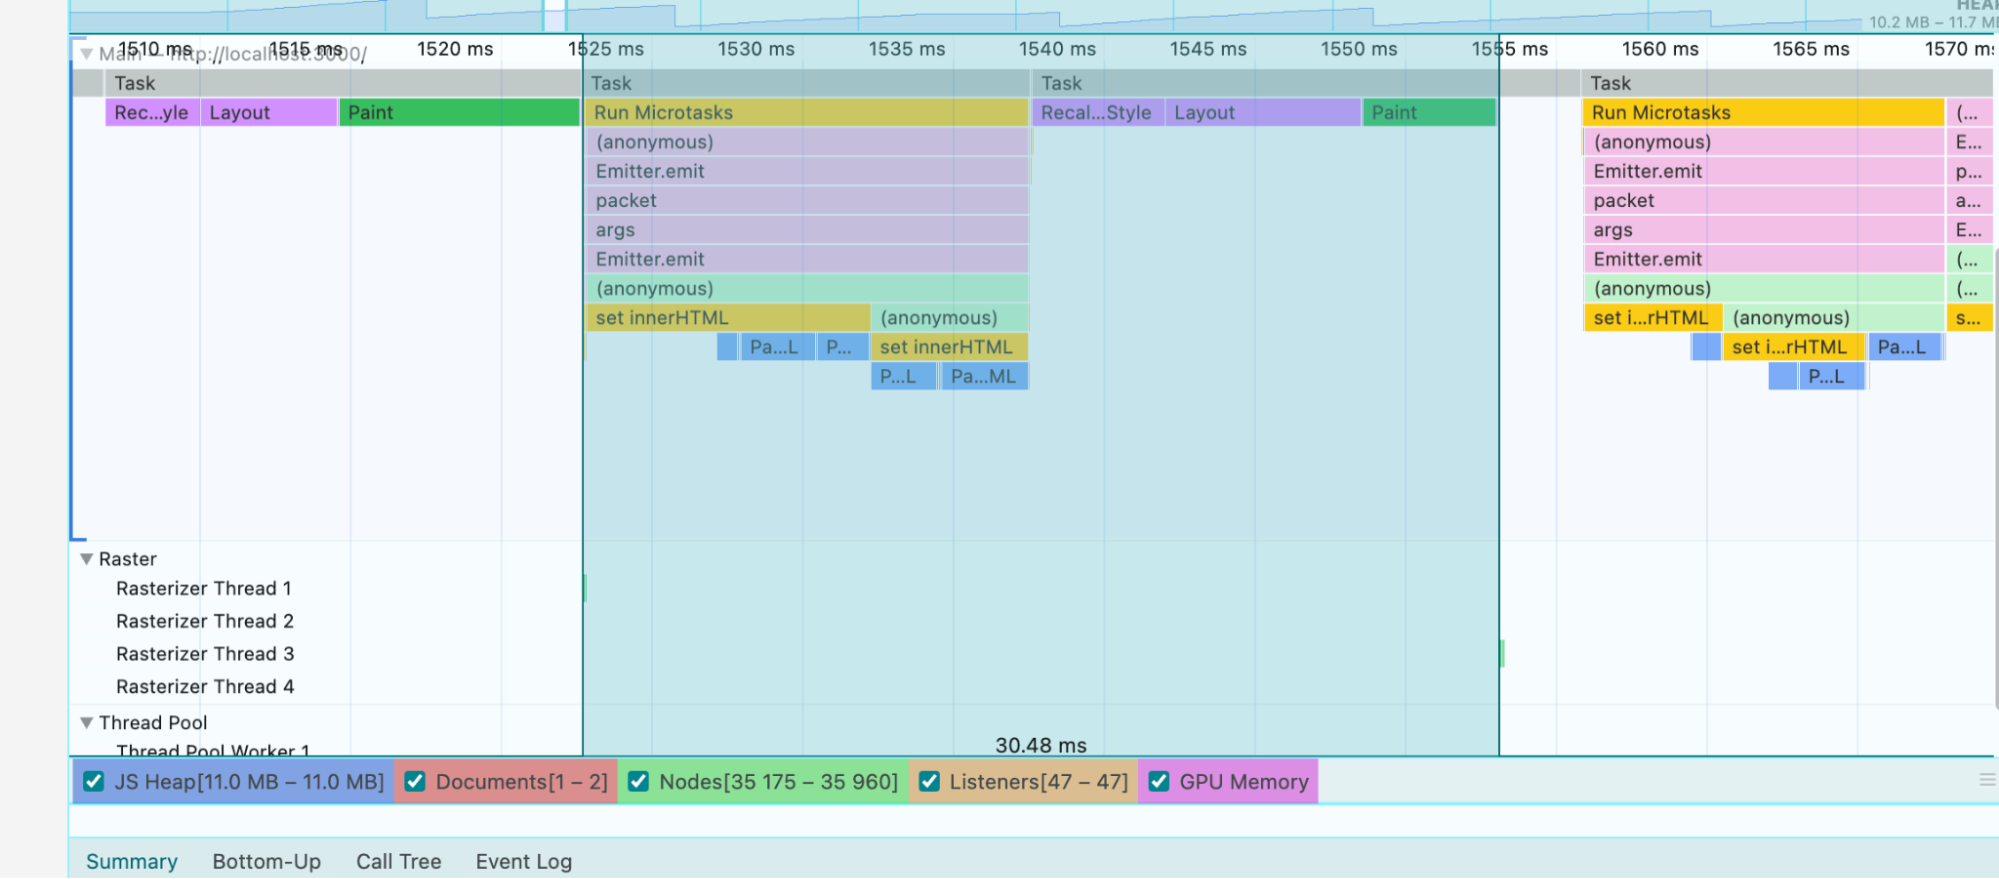 HEAP
10.2 MB – 11.7 MB
1510 ms 1515 ms 1520 ms 1525 ms 1530 ms 1535 ms 1540 ms 1545 ms 1550 ms 1555 ms 1560 ms 1565 ms 1570 ms
▼ Main — http://localhost:3000/
Task Task Task Task
Rec...yle Layout Paint Run Microtasks Recal...Style Layout Paint Run Microtasks (...
(anonymous) (anonymous) E...
Emitter.emit Emitter.emit p...
packet packet a...
args args E...
Emitter.emit Emitter.emit (...
(anonymous) (anonymous) (...
set innerHTML (anonymous) set i...rHTML (anonymous) s...
Pa...L P... set innerHTML set i...rHTML Pa...L
P...L Pa...ML P...L
▼ Raster
Rasterizer Thread 1
Rasterizer Thread 2
Rasterizer Thread 3
Rasterizer Thread 4
▼ Thread Pool
Thread Pool Worker 1
30.48 ms
JS Heap[11.0 MB – 11.0 MB] Documents[1 – 2] Nodes[35 175 – 35 960] Listeners[47 – 47] GPU Memory
Summary Bottom-Up Call Tree Event Log